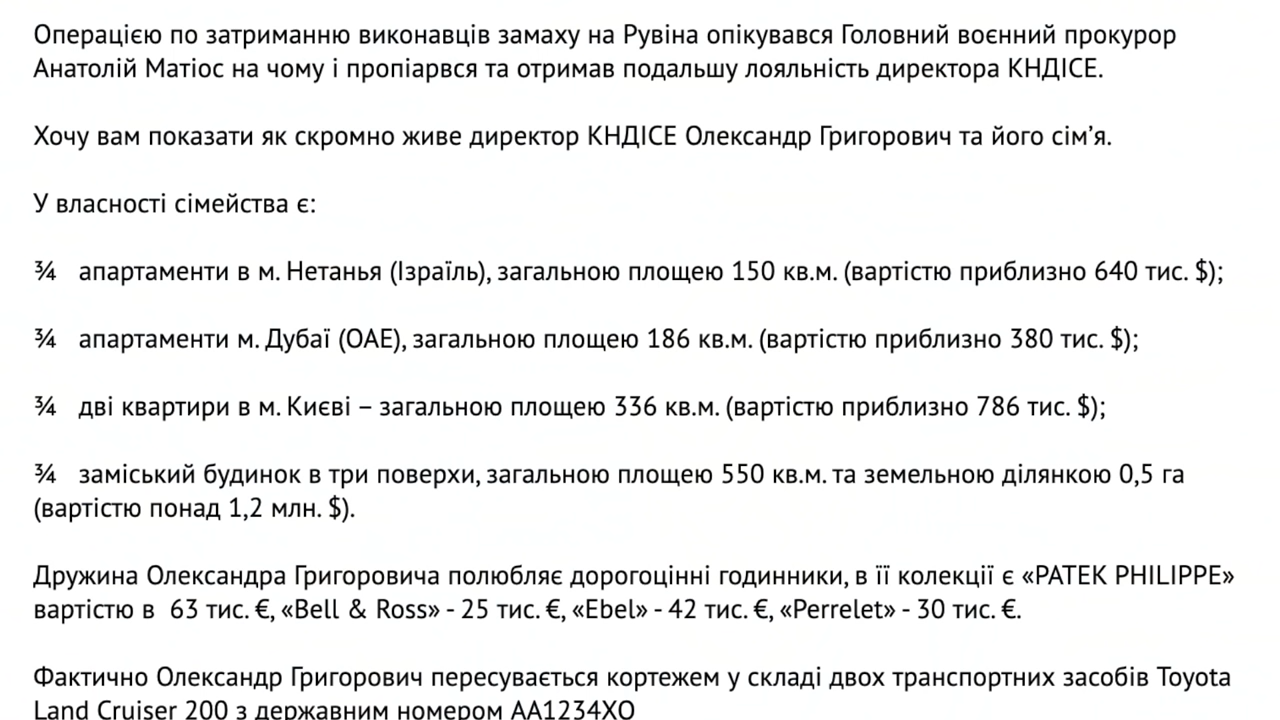 Операцією по затриманню виконавців замаху на Рувіна опікувався Головний воєнний прокурор
Анатолій Матіос на чому і пропіарвся та отримав подальшу лояльність директора КНДІСЕ.
Хочу вам показати як скромно живе директор КНДІСЕ Олександр Григорович та його сім’я.
У власності сімейства є:
¾ апартаменти в м. Нетанья (Ізраїль), загальною площею 150 кв.м. (вартістю приблизно 640 тис. $);
¾ апартаменти м. Дубаї (ОАЕ), загальною площею 186 кв.м. (вартістю приблизно 380 тис. $);
¾ дві квартири в м. Києві – загальною площею 336 кв.м. (вартістю приблизно 786 тис. $);
¾ заміський будинок в три поверхи, загальною площею 550 кв.м. та земельною ділянкою 0,5 га
(вартістю понад 1,2 млн. $).
Дружина Олександра Григоровича полюбляє дорогоцінні годинники, в її колекції є «PATEK PHILIPPE»
вартістю в 63 тис. €, «Bell & Ross» - 25 тис. €, «Ebel» - 42 тис. €, «Perrelet» - 30 тис. €.
Фактично Олександр Григорович пересувається кортежем у складі двох транспортних засобів Toyota
Land Cruiser 200 з державним номером АА1234ХО